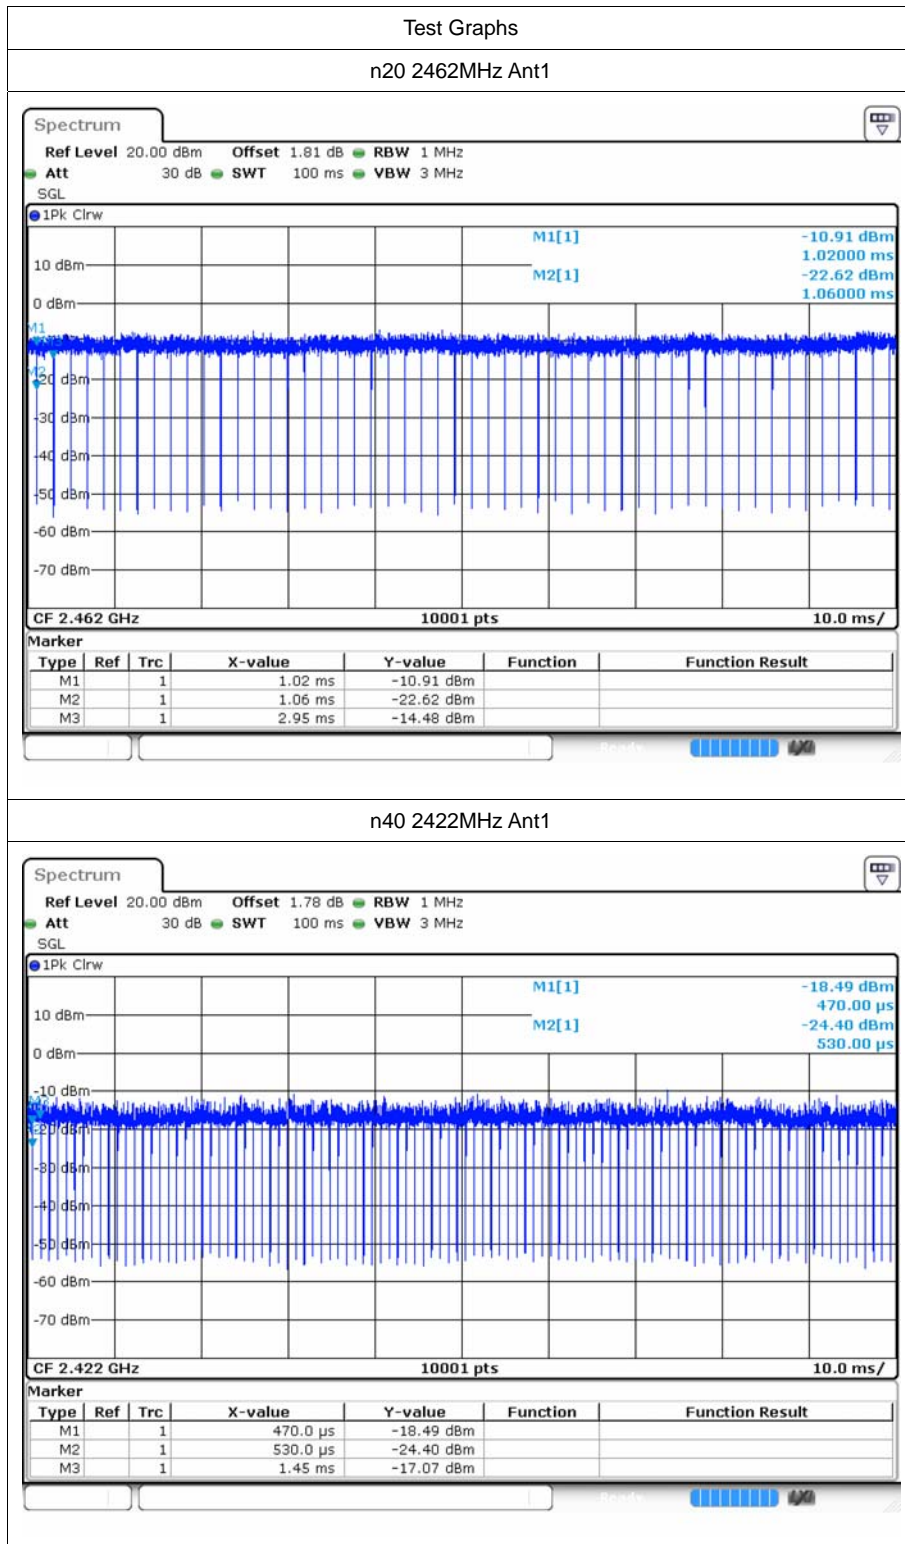 Test Graphs
n20 2462MHz Ant1
Spectrum
Ref Level 20.00 dBm Offset 1.81 dB RBW 1 MHz
Att 30 dB SWT 100 ms VBW 3 MHz
SGL
1Pk Clrw
M1[1] -10.91 dBm
1.02000 ms
10 dBm
M2[1] -22.62 dBm
1.06000 ms
0 dBm
M1
M2
-20 dBm
-30 dBm
-40 dBm
-50 dBm
-60 dBm
-70 dBm
CF 2.462 GHz 10001 pts 10.0 ms/
Marker
Type Ref Trc X-value Y-value Function Function Result
M1 1 1.02 ms -10.91 dBm
M2 1 1.06 ms -22.62 dBm
M3 1 2.95 ms -14.48 dBm
Ready
n40 2422MHz Ant1
Spectrum
Ref Level 20.00 dBm Offset 1.78 dB RBW 1 MHz
Att 30 dB SWT 100 ms VBW 3 MHz
SGL
1Pk Clrw
M1[1] -18.49 dBm
470.00 µs
10 dBm
M2[1] -24.40 dBm
530.00 µs
0 dBm
-10 dBm
-20 dBm
-30 dBm
-40 dBm
-50 dBm
-60 dBm
-70 dBm
CF 2.422 GHz 10001 pts 10.0 ms/
Marker
Type Ref Trc X-value Y-value Function Function Result
M1 1 470.0 µs -18.49 dBm
M2 1 530.0 µs -24.40 dBm
M3 1 1.45 ms -17.07 dBm
Ready